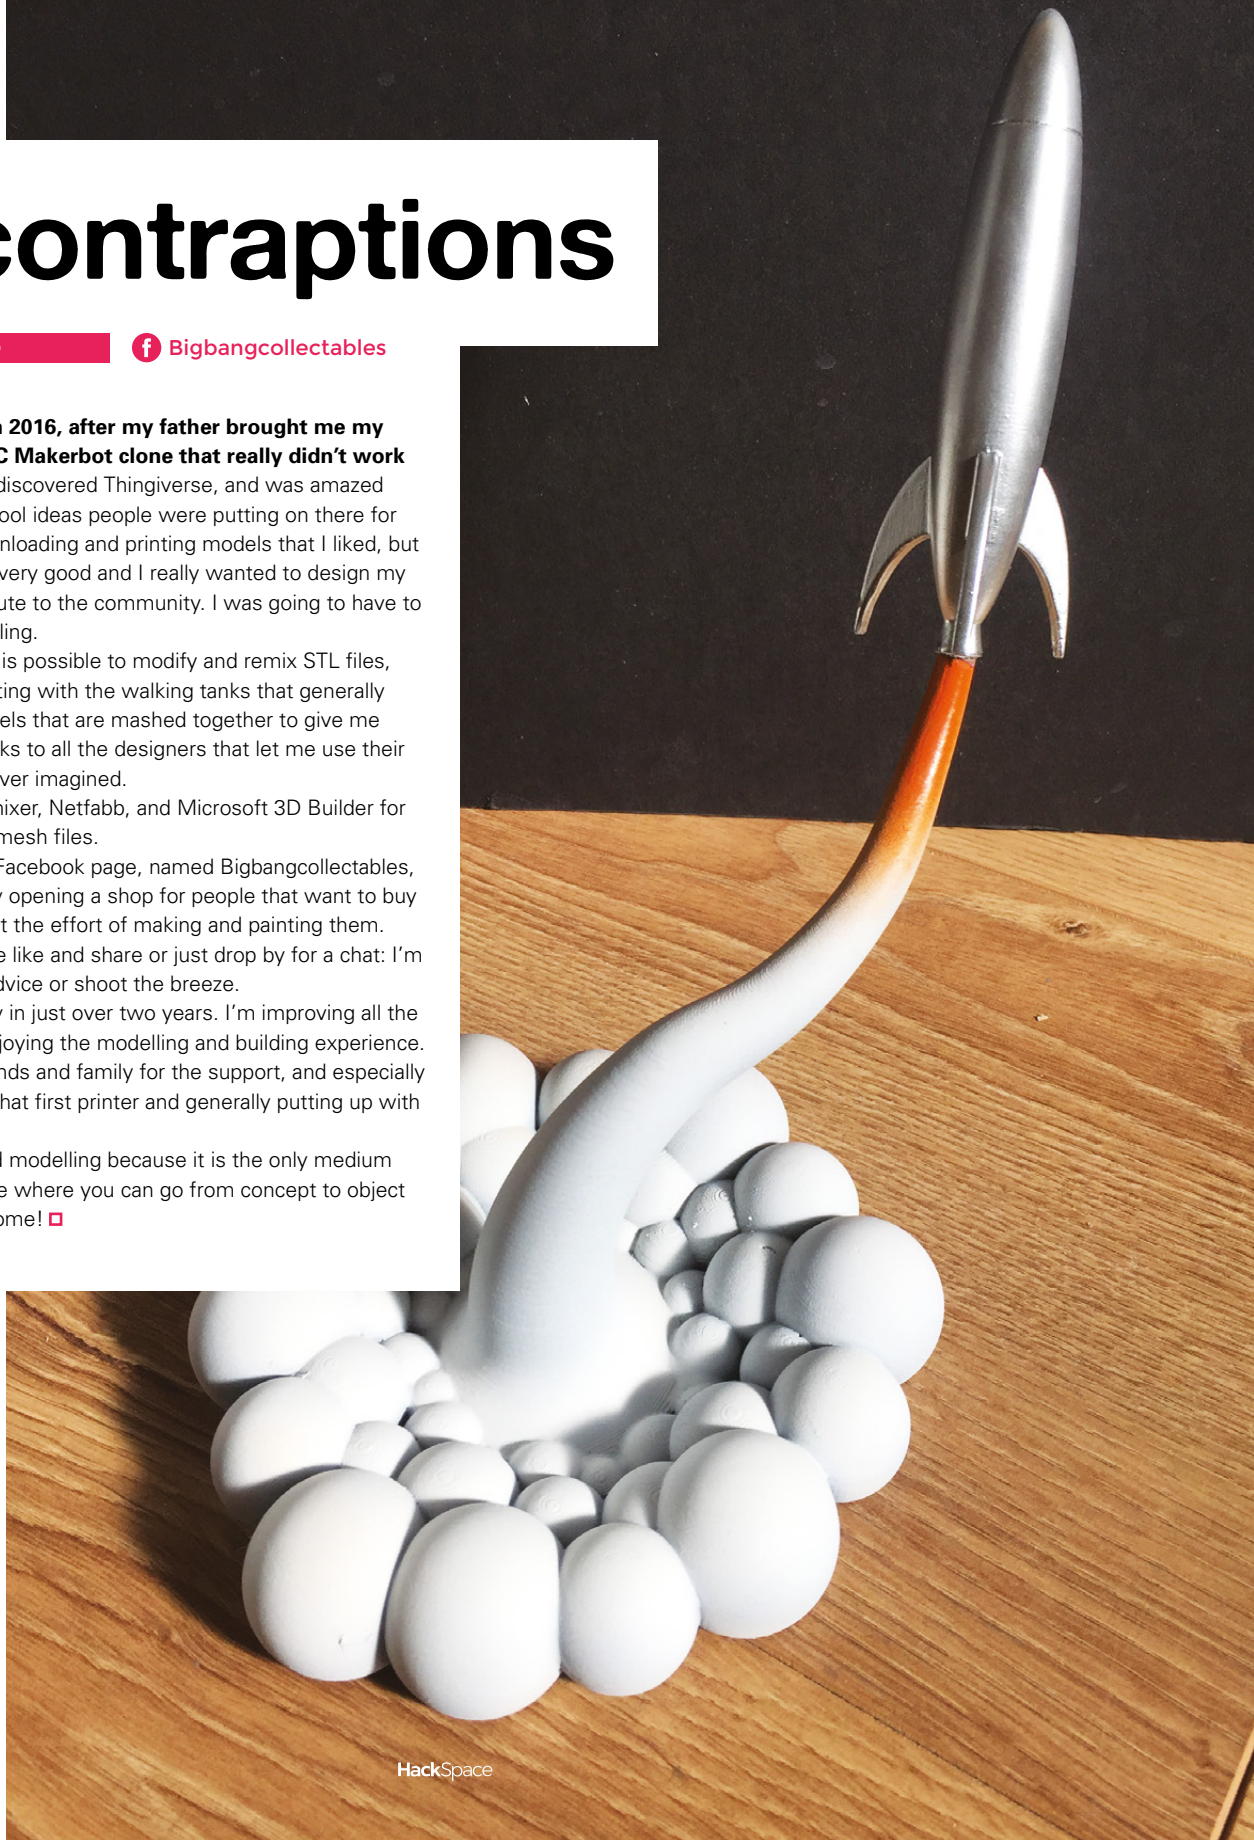 contraptions
Bigbangcollectables
2016, after my father brought me my
C Makerbot clone that really didn’t work
discovered Thingiverse, and was amazed
ool ideas people were putting on there for
nloading and printing models that I liked, but
very good and I really wanted to design my
ute to the community. I was going to have to
ling.
is possible to modify and remix STL files,
ting with the walking tanks that generally
els that are mashed together to give me
ks to all the designers that let me use their
ver imagined.
mixer, Netfabb, and Microsoft 3D Builder for
mesh files.
Facebook page, named Bigbangcollectables,
y opening a shop for people that want to buy
t the effort of making and painting them.
e like and share or just drop by for a chat: I’m
dvice or shoot the breeze.
y in just over two years. I’m improving all the
joying the modelling and building experience.
nds and family for the support, and especially
hat first printer and generally putting up with
d modelling because it is the only medium
e where you can go from concept to object
ome!
HackSpace